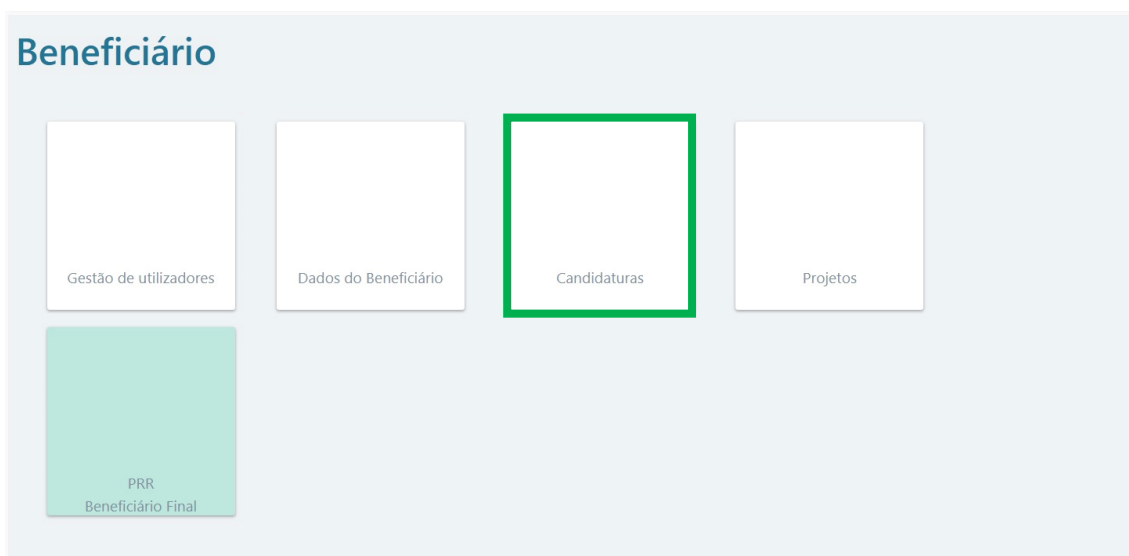 Beneficiário
Gestão de utilizadores
Dados do Beneficiário
Candidaturas
Projetos
PRR
Beneficiário Final